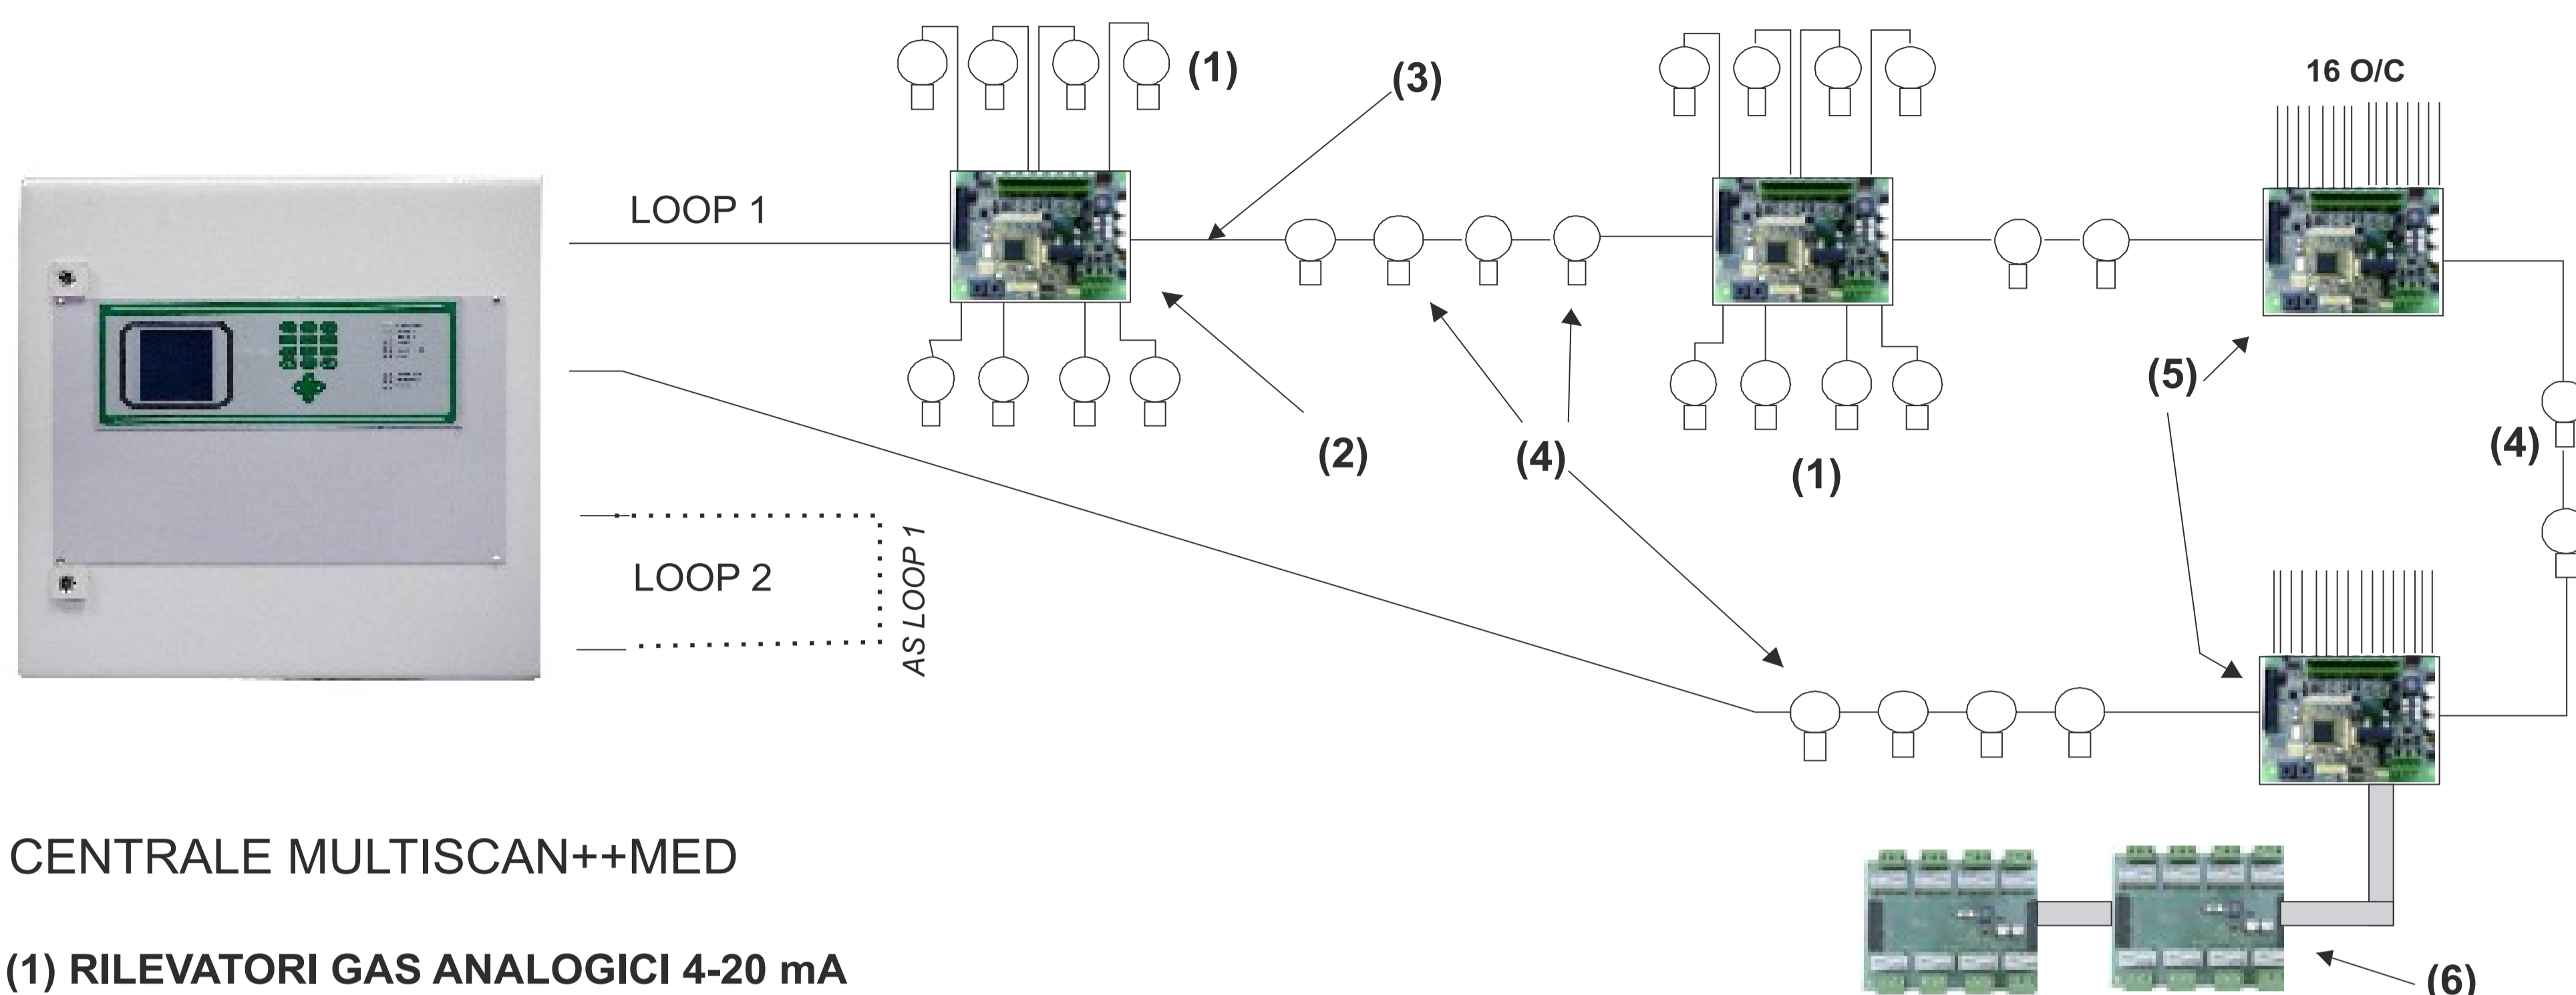 (1)
(3)
16 O/C
LOOP 1
(5)
(4)
(2)
(4)
(1)
LOOP 2
AS LOOP 1
CENTRALE MULTISCAN++MED
(1) RILEVATORI GAS ANALOGICI 4-20 mA
(6)